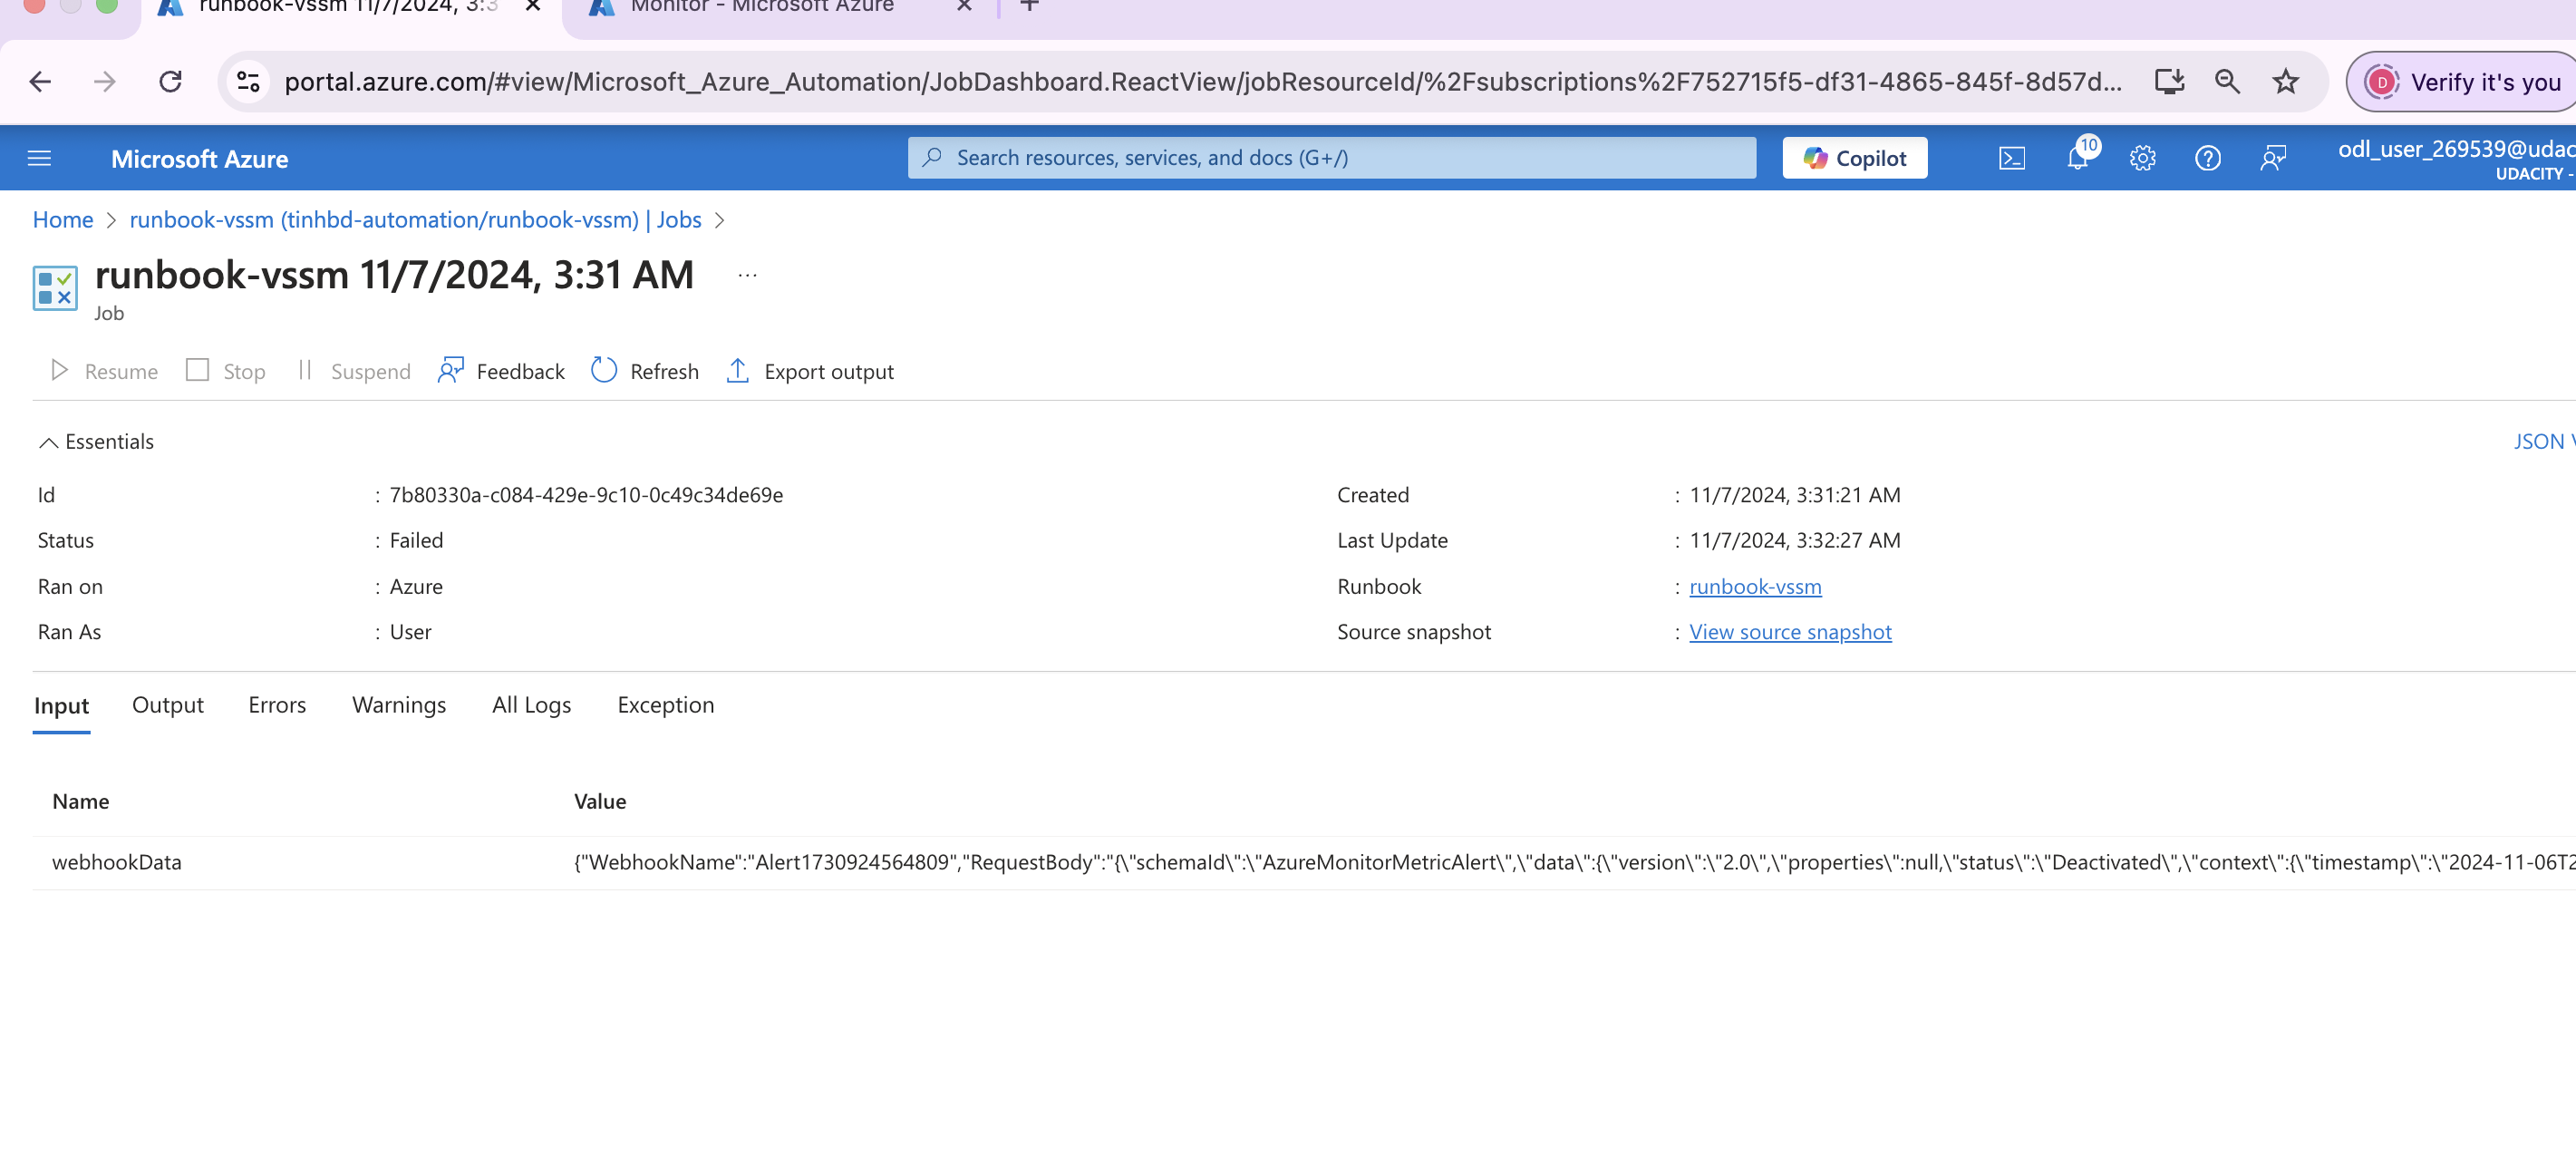 runbook-vssm 11/7/2024, 3:3
Monitor - Microsoft Azure
portal.azure.com/#view/Microsoft_Azure_Automation/JobDashboard.ReactView/jobResourceId/%2Fsubscriptions%2F752715f5-df31-4865-845f-8d57d...
D Verify it's you
Microsoft Azure
Search resources, services, and docs (G+/)
Copilot
10
odl_user_269539@udac
UDACITY -
Home > runbook-vssm (tinhbd-automation/runbook-vssm) | Jobs >
runbook-vssm 11/7/2024, 3:31 AM ...
Job
Resume Stop Suspend Feedback Refresh Export output
Essentials
JSON V
Id : 7b80330a-c084-429e-9c10-0c49c34de69e Created : 11/7/2024, 3:31:21 AM
Status : Failed Last Update : 11/7/2024, 3:32:27 AM
Ran on : Azure Runbook : runbook-vssm
Ran As : User Source snapshot : View source snapshot
Input Output Errors Warnings All Logs Exception
Name Value
webhookData {"WebhookName":"Alert1730924564809","RequestBody":"{\"schemaId\":\"AzureMonitorMetricAlert\",\"data\":{\"version\":\"2.0\",\"properties\":null,\"status\":\"Deactivated\",\"context\":{\"timestamp\":\"2024-11-06T2